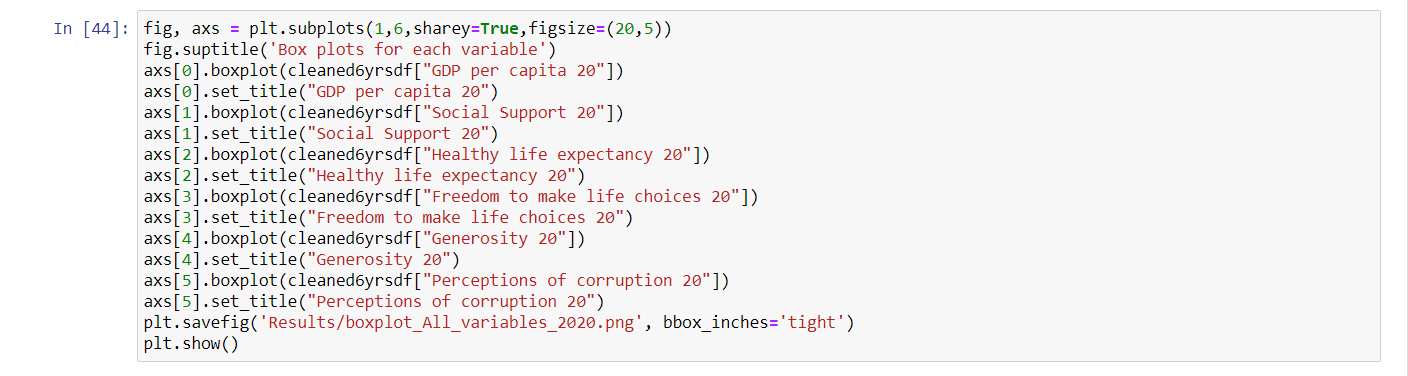 In [44]: fig, axs = plt.subplots(1,6,sharey=True,figsize=(20,5))
fig.suptitle('Box plots for each variable')
axs[0].boxplot(cleaned6yrsdf["GDP per capita 20"])
axs[0].set_title("GDP per capita 20")
axs[1].boxplot(cleaned6yrsdf["Social Support 20"])
axs[1].set_title("Social Support 20")
axs[2].boxplot(cleaned6yrsdf["Healthy life expectancy 20"])
axs[2].set_title("Healthy life expectancy 20")
axs[3].boxplot(cleaned6yrsdf["Freedom to make life choices 20"])
axs[3].set_title("Freedom to make life choices 20")
axs[4].boxplot(cleaned6yrsdf["Generosity 20"])
axs[4].set_title("Generosity 20")
axs[5].boxplot(cleaned6yrsdf["Perceptions of corruption 20"])
axs[5].set_title("Perceptions of corruption 20")
plt.savefig('Results/boxplot_All_variables_2020.png', bbox_inches='tight')
plt.show()